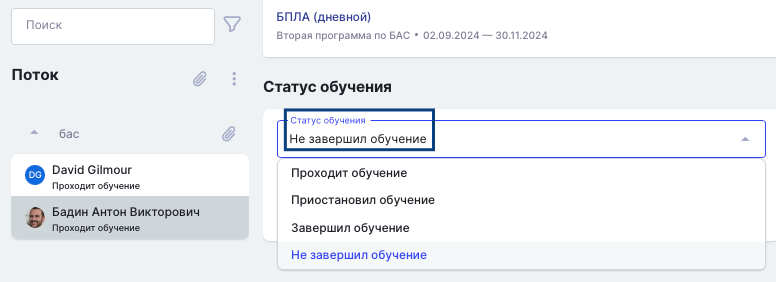 Поиск
Поток
бас
DG
David Gilmour
Проходит обучение
Бадин Антон Викторович
Проходит обучение
БПЛА (дневной)
Вторая программа по БАС • 02.09.2024 — 30.11.2024
Статус обучения
Статус обучения
Не завершил обучение
Проходит обучение
Приостановил обучение
Завершил обучение
Не завершил обучение